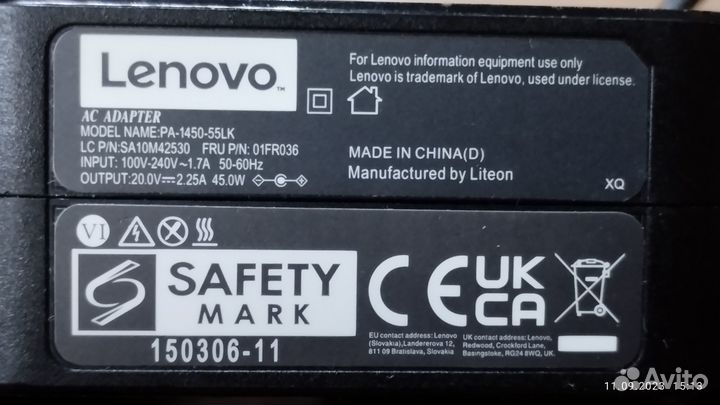 Lenovo™
For Lenovo information equipment use only
Lenovo is trademark of Lenovo, used under license.
AC ADAPTER
MODEL NAME:PA-1450-55LK
LC P/N:SA10M42530 FRU P/N: 01FR036
INPUT: 100V-240V~1.7A 50-60Hz
OUTPUT:20.0V⎓2.25A 45.0W
MADE IN CHINA(D)
Manufactured by Liteon
XQ
VI
SAFETY
MARK
150306-11
CE
UK
CA
EU contact address: Lenovo
(Slovakia),Landererova 12,
811 09 Bratislava, Slovakia
UK contact address: Lenovo,
Redwood, Crockford Lane,
Basingstoke, RG24 8WQ, UK.
Avito
11.09.2023 15:13